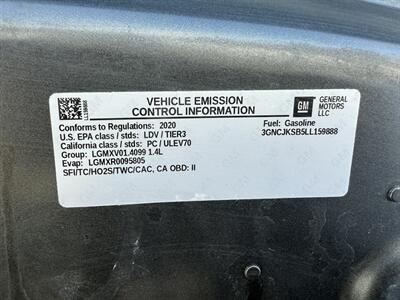 VEHICLE EMISSION
CONTROL INFORMATION
GM
GENERAL
MOTORS
LLC
Conforms to Regulations: 2020
U.S. EPA class / stds: LDV / TIER3
California class / stds: PC / ULEV70
Group: LGMXV01.4099 1.4L
Evap: LGMXR0095805
SFI/TC/HO2S/TWC/CAC, CA OBD: II
Fuel: Gasoline
3GNCJKSB5LL159888